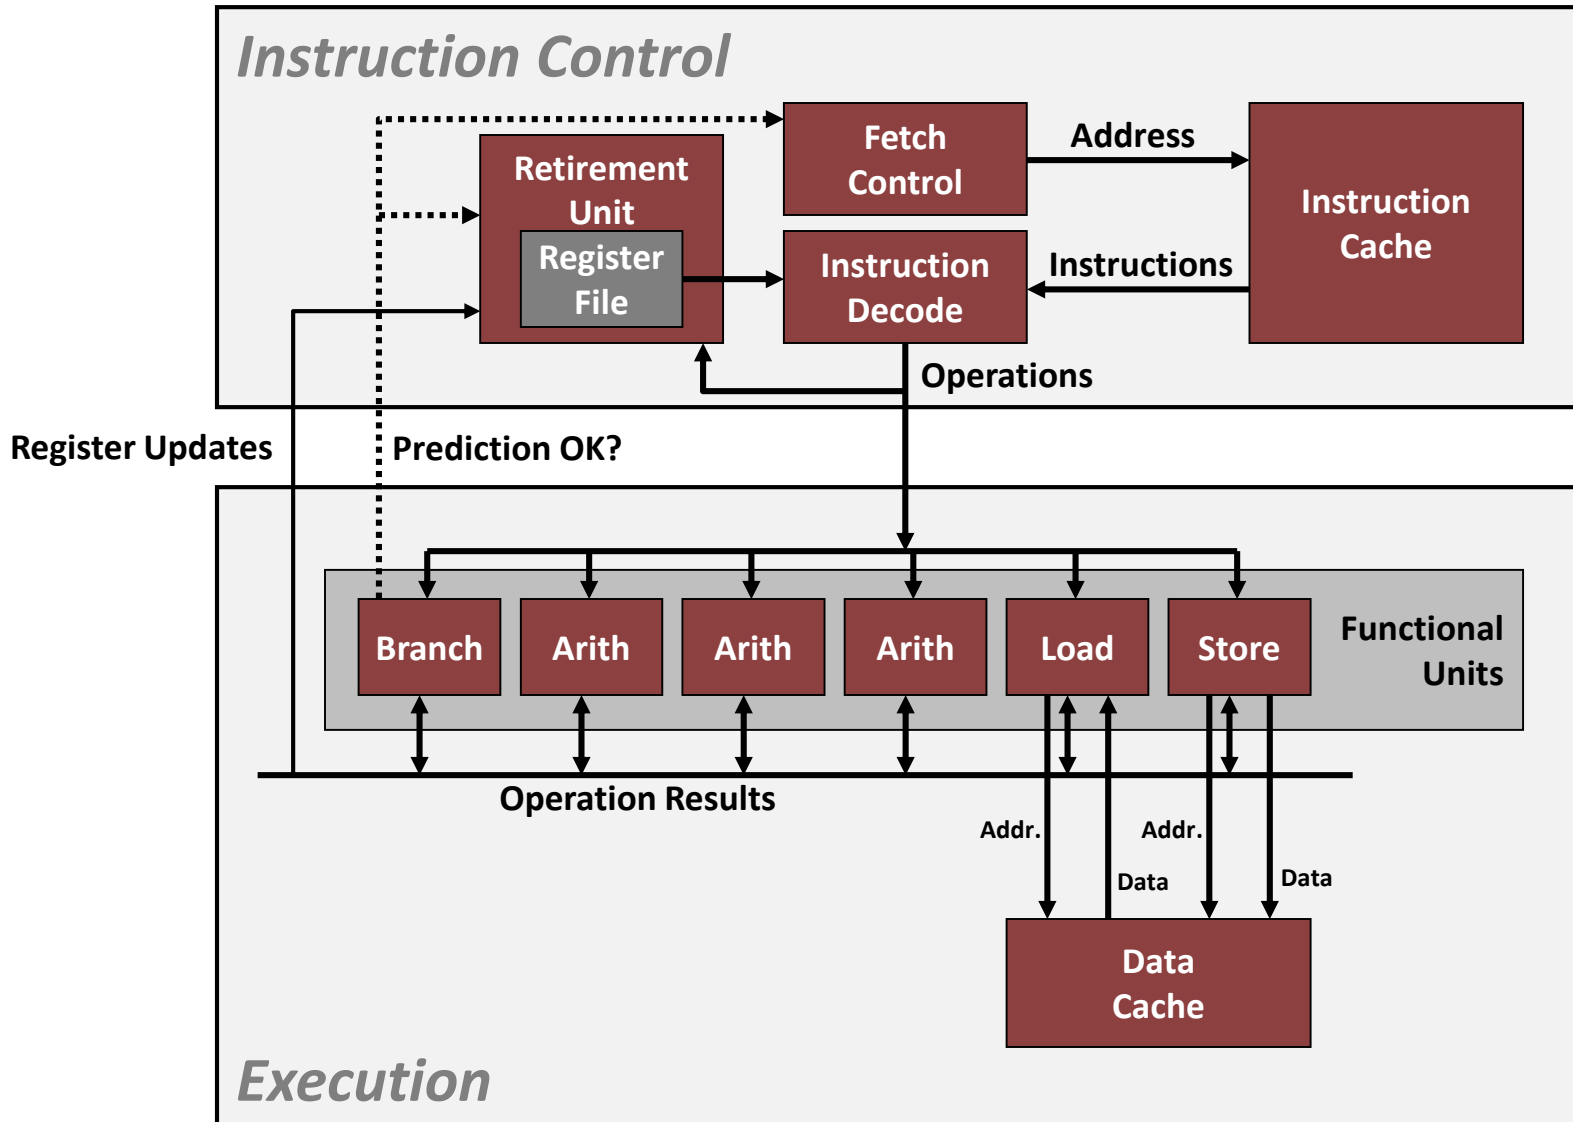 Instruction Control
Fetch
Control
Address
Instruction
Cache
Retirement
Unit
Register
File
Instruction
Decode
Instructions
Operations
Register Updates
Prediction OK?
Branch
Arith
Arith
Arith
Load
Store
Functional
Units
Operation Results
Addr.
Addr.
Data
Data
Data
Cache
Execution